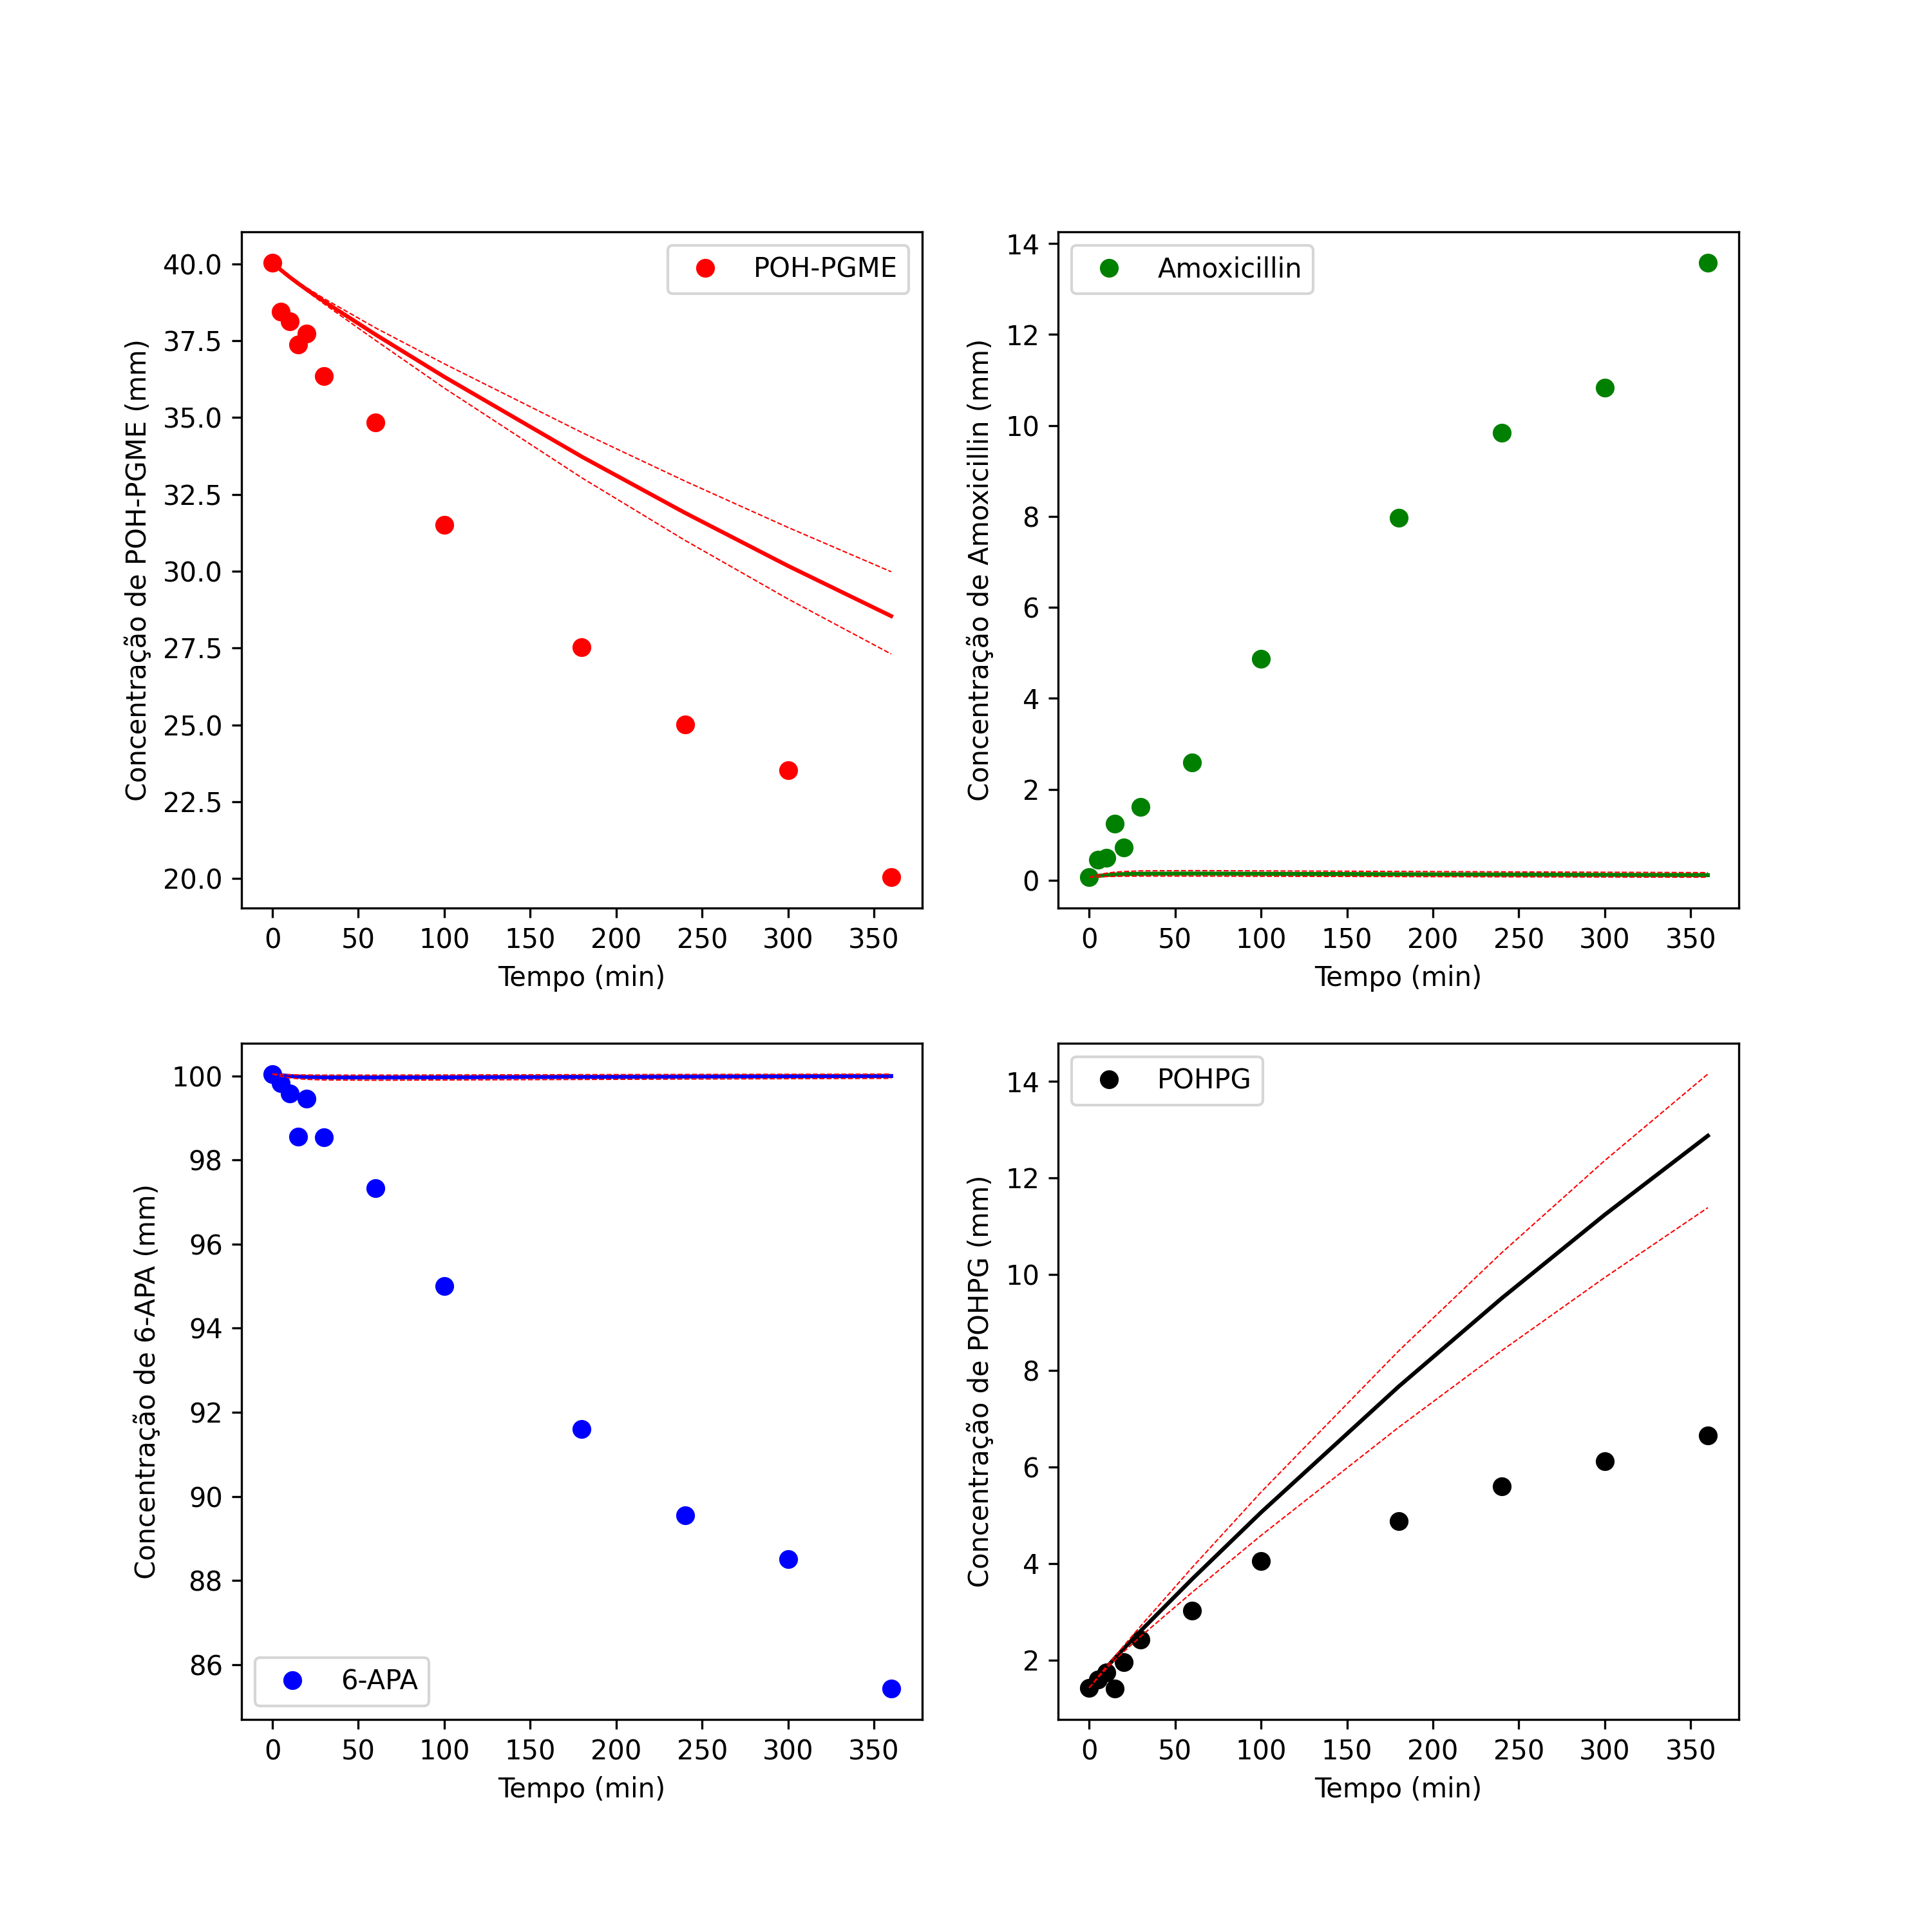 POH-PGME
Concentração de POH-PGME (mm)
40.0
37.5
35.0
32.5
30.0
27.5
25.0
22.5
20.0
0 50 100 150 200 250 300 350
Tempo (min)
Amoxicillin
Concentração de Amoxicillin (mm)
14
12
10
8
6
4
2
0
0 50 100 150 200 250 300 350
Tempo (min)
6-APA
Concentração de 6-APA (mm)
100
98
96
94
92
90
88
86
0 50 100 150 200 250 300 350
Tempo (min)
POHPG
Concentração de POHPG (mm)
14
12
10
8
6
4
2
0 50 100 150 200 250 300 350
Tempo (min)